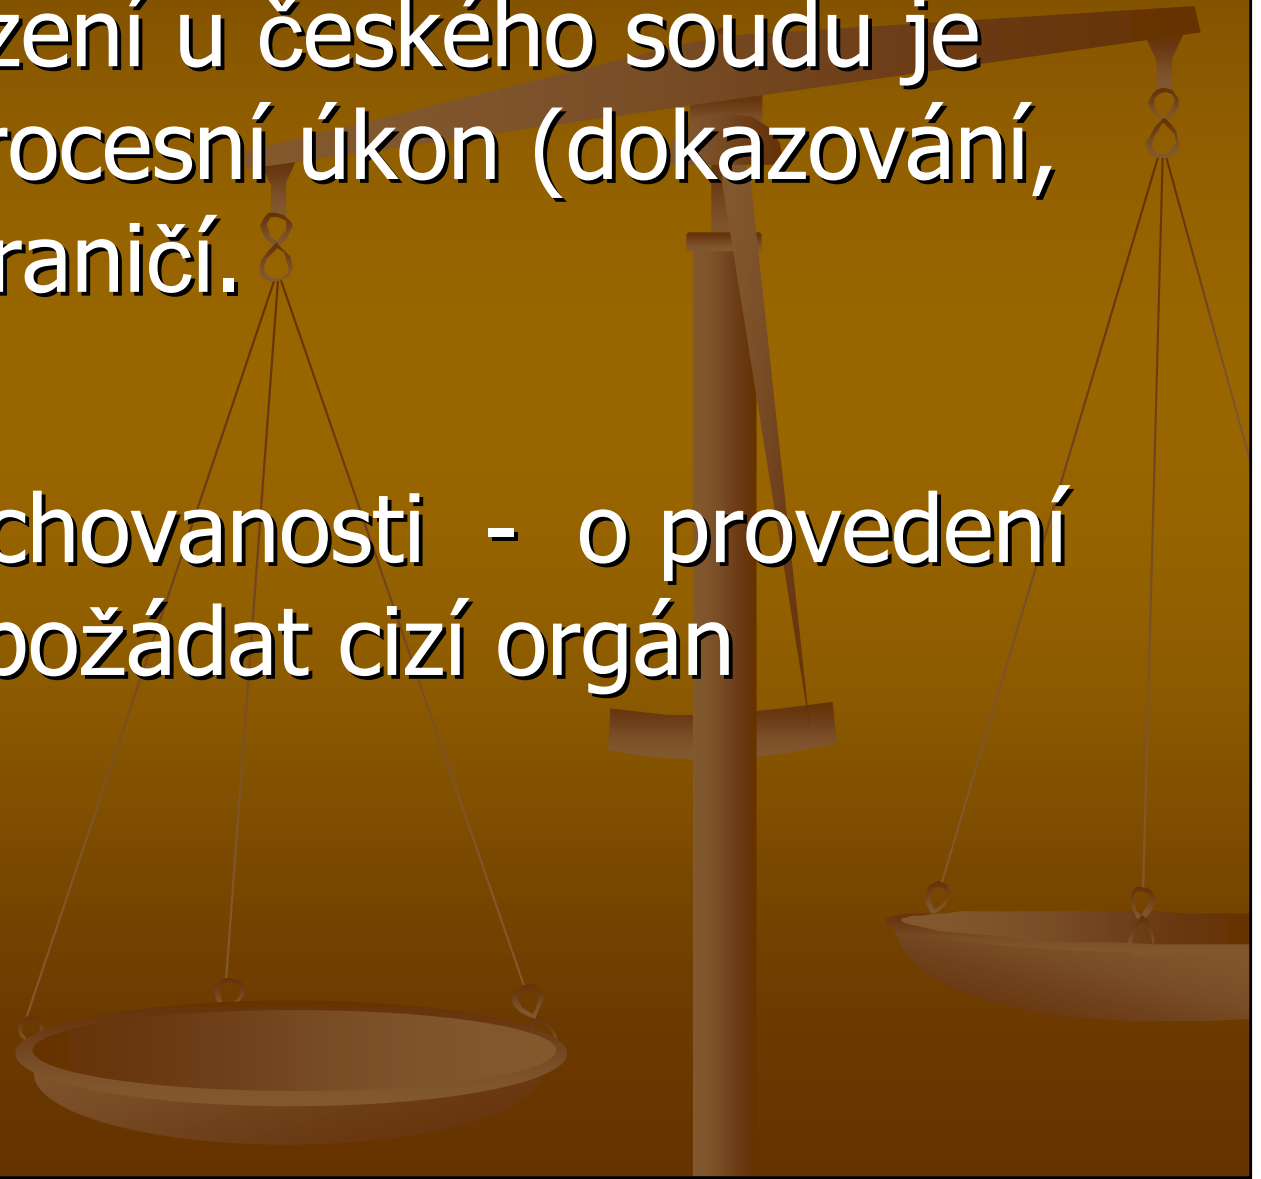 zení u českého soudu je
rocesní úkon (dokazování,
raničí.
chovanosti - o provedení
požádat cizí orgán